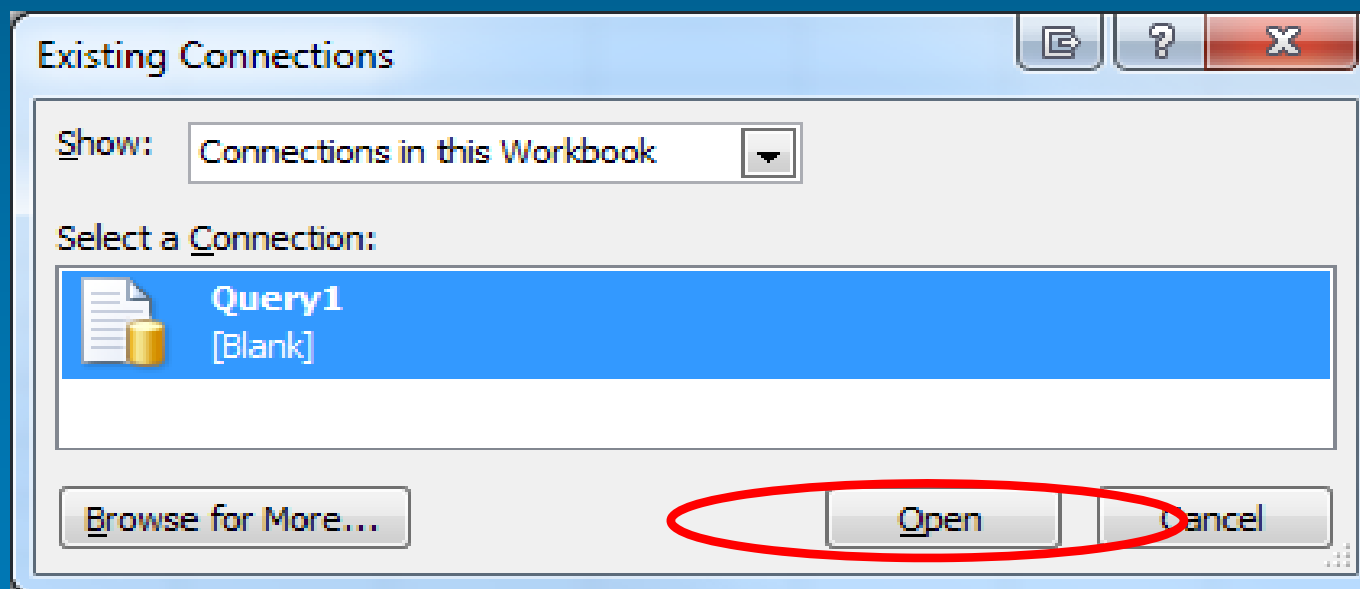 Existing Connections
Show: Connections in this Workbook
Select a Connection:
Query1
[Blank]
Browse for More... Open Cancel